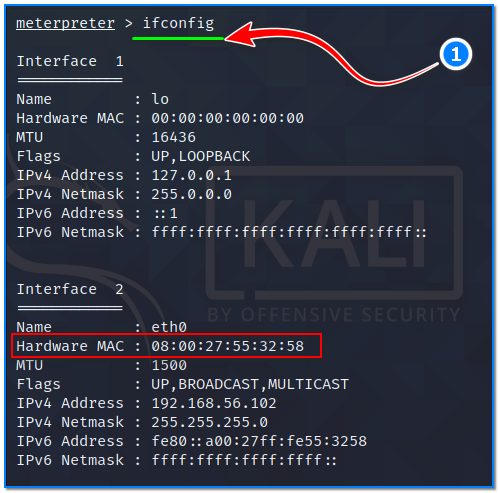 meterpreter > ifconfig
1
Interface  1
============
Name         : lo
Hardware MAC : 00:00:00:00:00:00
MTU          : 16436
Flags        : UP,LOOPBACK
IPv4 Address : 127.0.0.1
IPv4 Netmask : 255.0.0.0
IPv6 Address : ::1
IPv6 Netmask : ffff:ffff:ffff:ffff:ffff:ffff::
KALI
BY OFFENSIVE SECURITY
Interface  2
============
Name         : eth0
Hardware MAC : 08:00:27:55:32:58
MTU          : 1500
Flags        : UP,BROADCAST,MULTICAST
IPv4 Address : 192.168.56.102
IPv4 Netmask : 255.255.255.0
IPv6 Address : fe80::a00:27ff:fe55:3258
IPv6 Netmask : ffff:ffff:ffff:ffff::